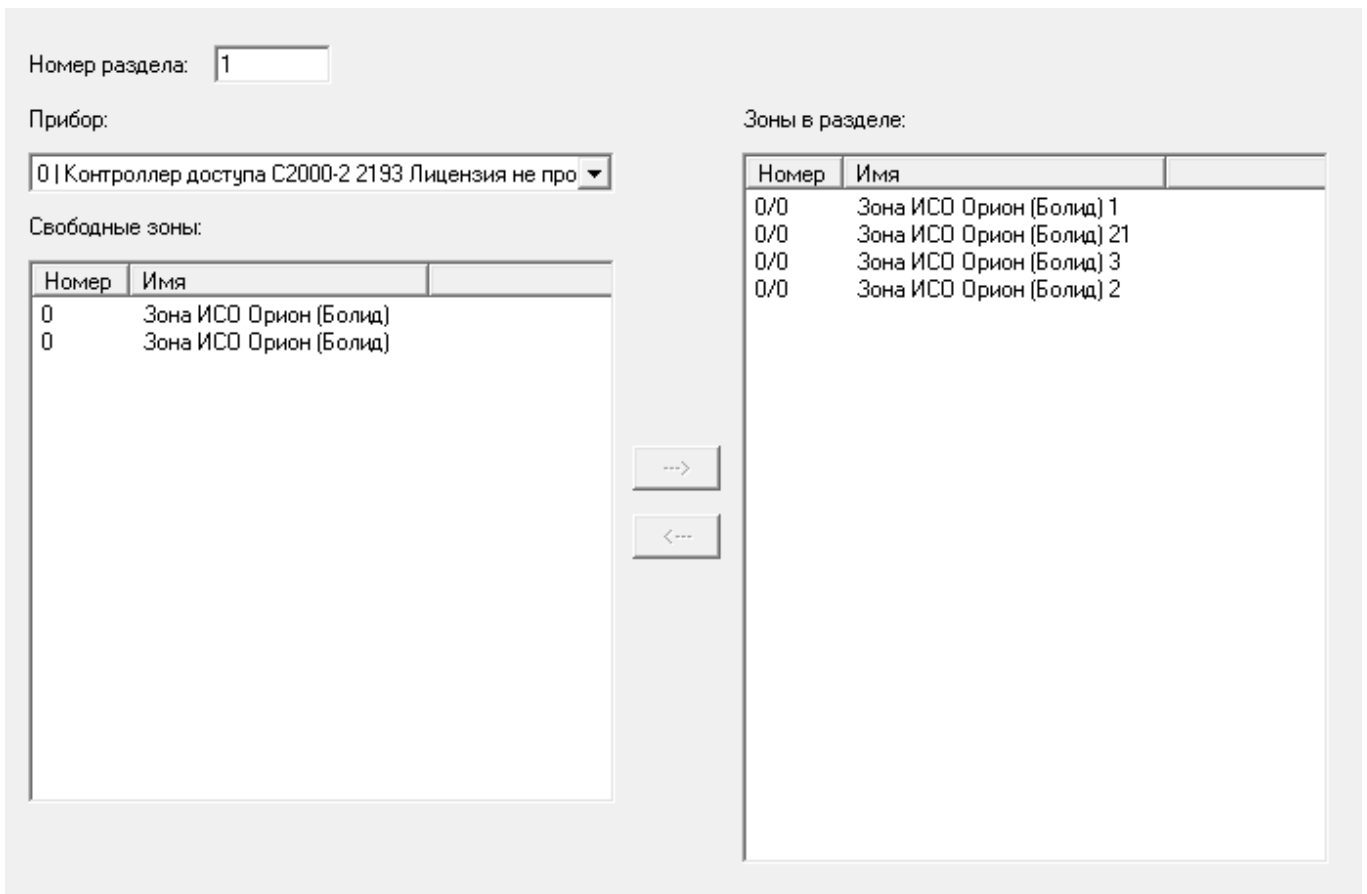 Номер раздела: 1
Прибор:
0 | Контроллер доступа С2000-2 2193 Лицензия не про
Свободные зоны:
Номер Имя
0 Зона ИСО Орион (Болид)
0 Зона ИСО Орион (Болид)
--->
<---
Зоны в разделе:
Номер Имя
0/0 Зона ИСО Орион (Болид) 1
0/0 Зона ИСО Орион (Болид) 21
0/0 Зона ИСО Орион (Болид) 3
0/0 Зона ИСО Орион (Болид) 2